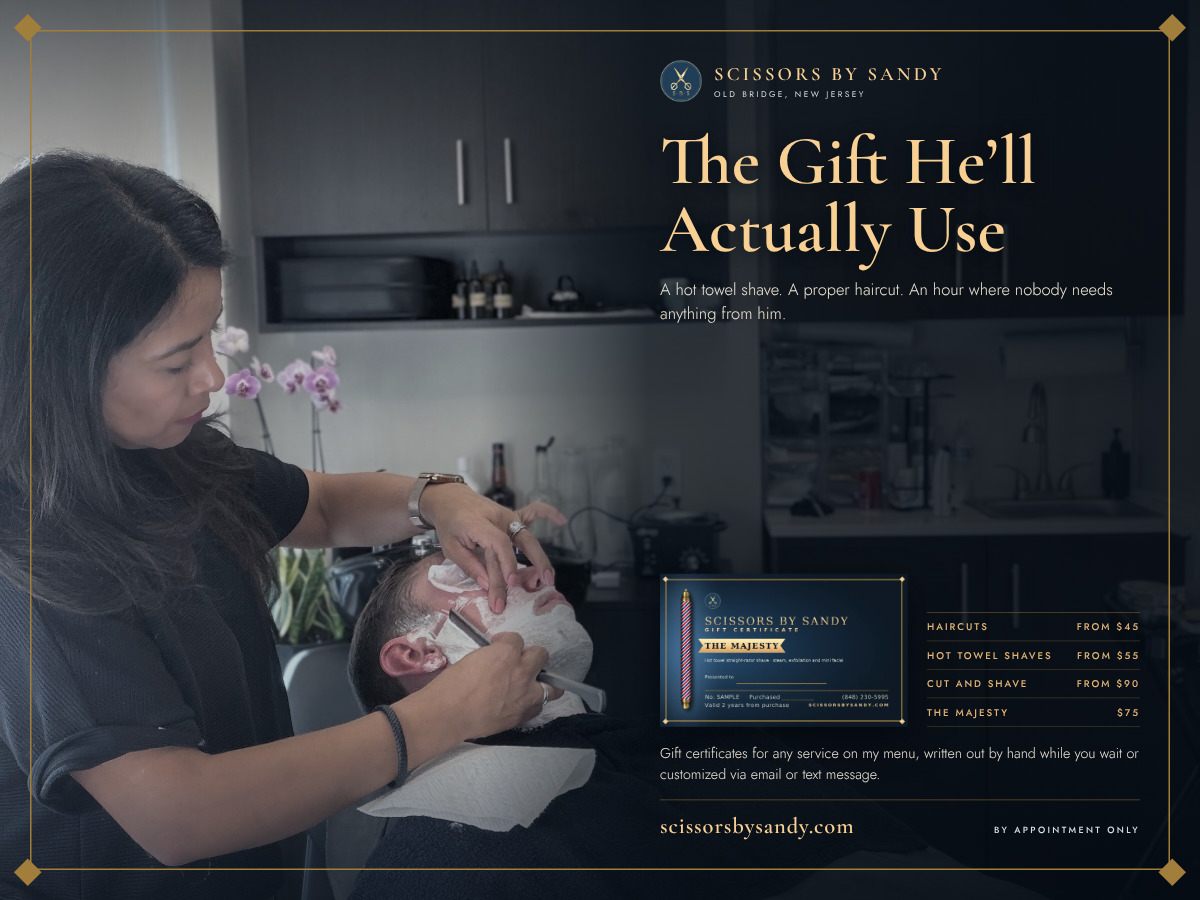 SCISSORS BY SANDY
OLD BRIDGE, NEW JERSEY
The Gift He’ll
Actually Use
A hot towel shave. A proper haircut. An hour where nobody needs
anything from him.
SCISSORS BY SANDY
GIFT CERTIFICATE
THE MAJESTY
Hot towel straight-razor shave · steam, exfoliation and mini facial
Presented to
No. SAMPLE Purchased (848) 230-5995
Valid 2 years from purchase SCISSORSBYSANDY.COM
HAIRCUTS FROM $45
HOT TOWEL SHAVES FROM $55
CUT AND SHAVE FROM $90
THE MAJESTY $75
Gift certificates for any service on my menu, written out by hand while you wait or
customized via email or text message.
scissorsbysandy.com BY APPOINTMENT ONLY